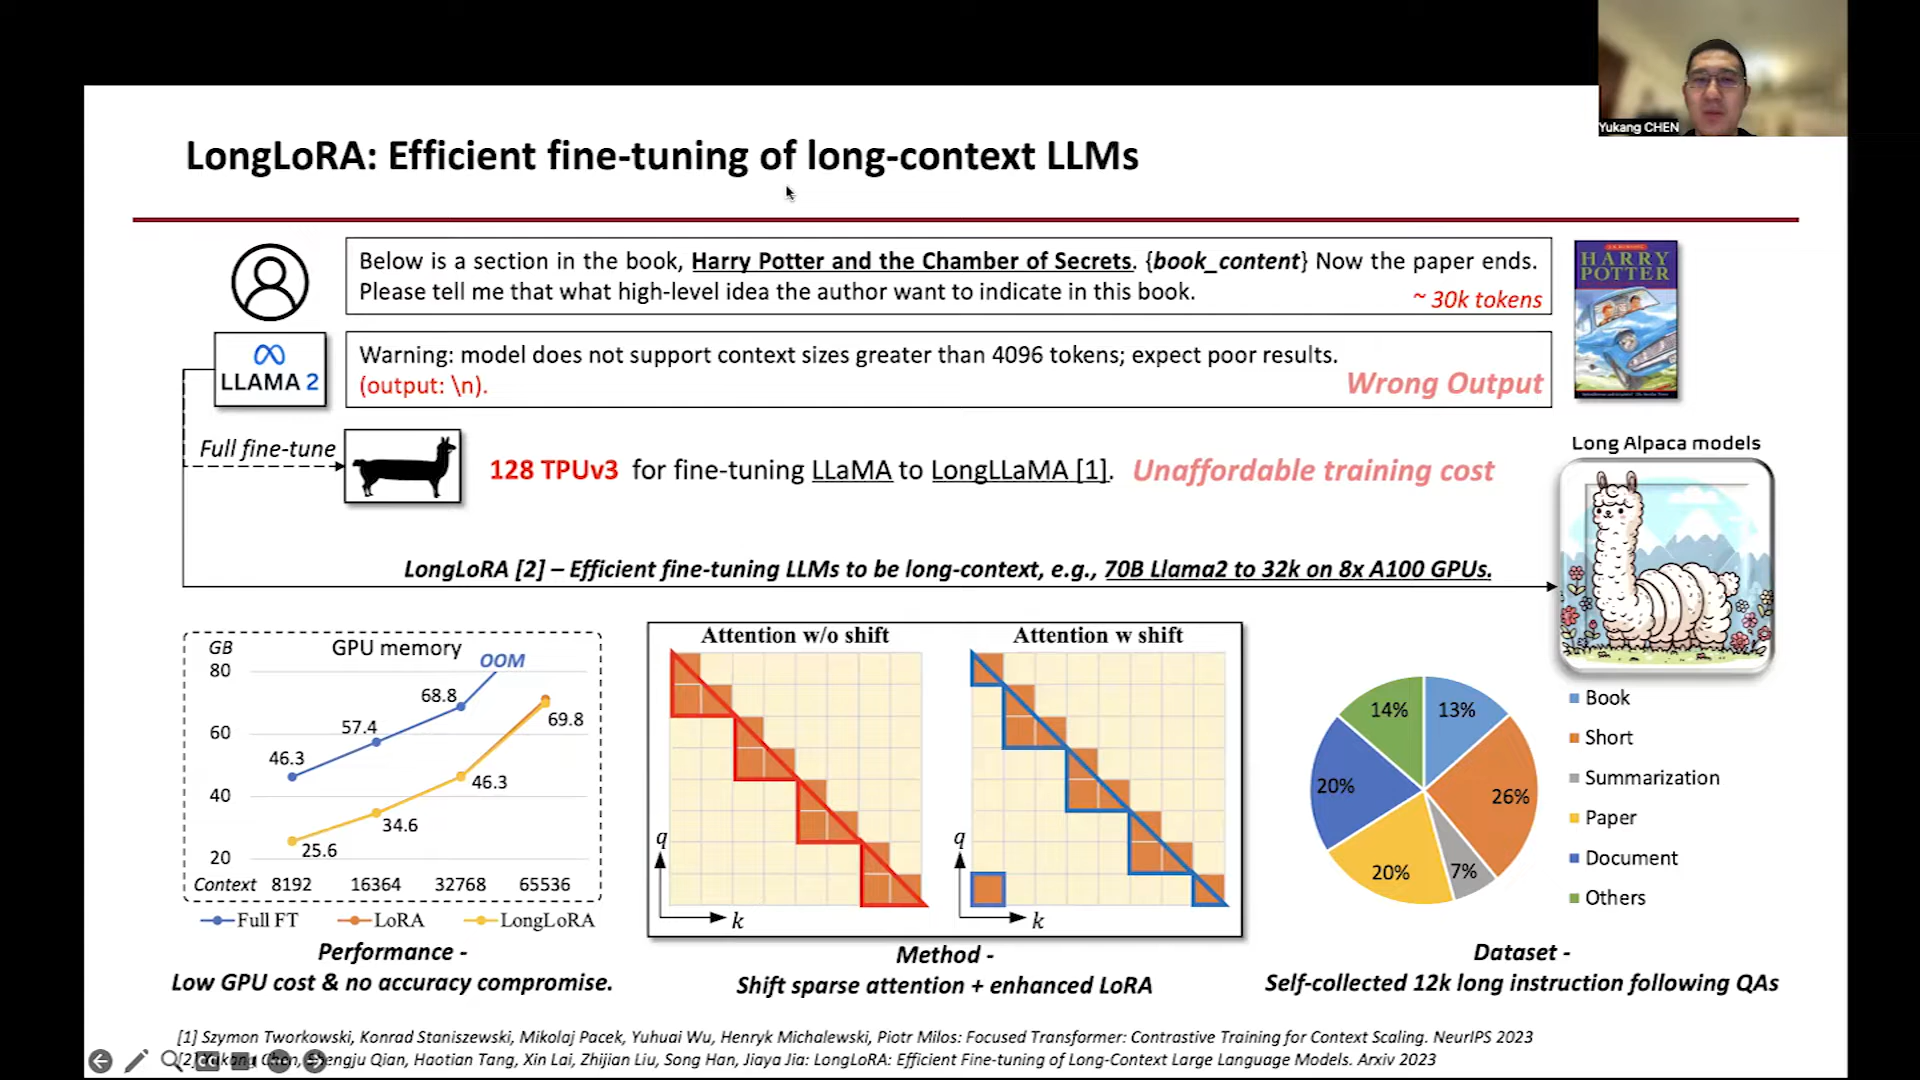 Yukang CHEN
LongLoRA: Efficient fine-tuning of long-context LLMs
Below is a section in the book, Harry Potter and the Chamber of Secrets. {book_content} Now the paper ends.
Please tell me that what high-level idea the author want to indicate in this book.
~ 30k tokens
HARRY
POTTER
LLAMA 2
Warning: model does not support context sizes greater than 4096 tokens; expect poor results.
(output: \n).
Wrong Output
Full fine-tune
128 TPUv3 for fine-tuning LLaMA to LongLLaMA [1].
Unaffordable training cost
Long Alpaca models
LongLoRA [2] – Efficient fine-tuning LLMs to be long-context, e.g., 70B Llama2 to 32k on 8x A100 GPUs.
GB
GPU memory
OOM
80
60
40
20
46.3
57.4
68.8
25.6
34.6
46.3
69.8
Context 8192 16364 32768 65536
Full FT LoRA LongLoRA
Performance -
Low GPU cost & no accuracy compromise.
Attention w/o shift
q
k
Attention w shift
q
k
Method -
Shift sparse attention + enhanced LoRA
14%
13%
20%
26%
20%
7%
Book
Short
Summarization
Paper
Document
Others
Dataset -
Self-collected 12k long instruction following QAs
[1] Szymon Tworkowski, Konrad Staniszewski, Mikolaj Pacek, Yuhuai Wu, Henryk Michalewski, Piotr Milos: Focused Transformer: Contrastive Training for Context Scaling. NeurIPS 2023
[2] Yukang Chen, Shengju Qian, Haotian Tang, Xin Lai, Zhijian Liu, Song Han, Jiaya Jia: LongLoRA: Efficient Fine-tuning of Long-Context Large Language Models. Arxiv 2023